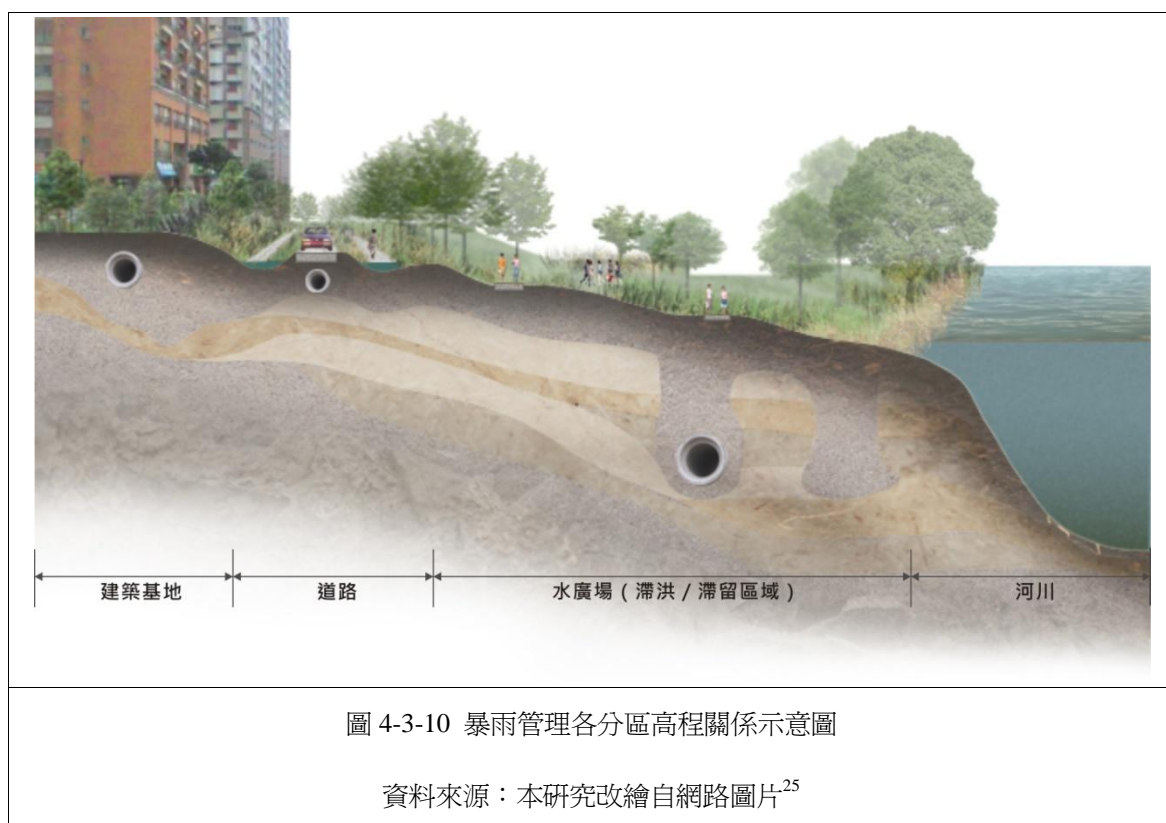 建築基地
道路
水廣場（滯洪 / 滯留區域）
河川
圖 4-3-10 暴雨管理各分區高程關係示意圖
資料來源：本研究改繪自網路圖片25